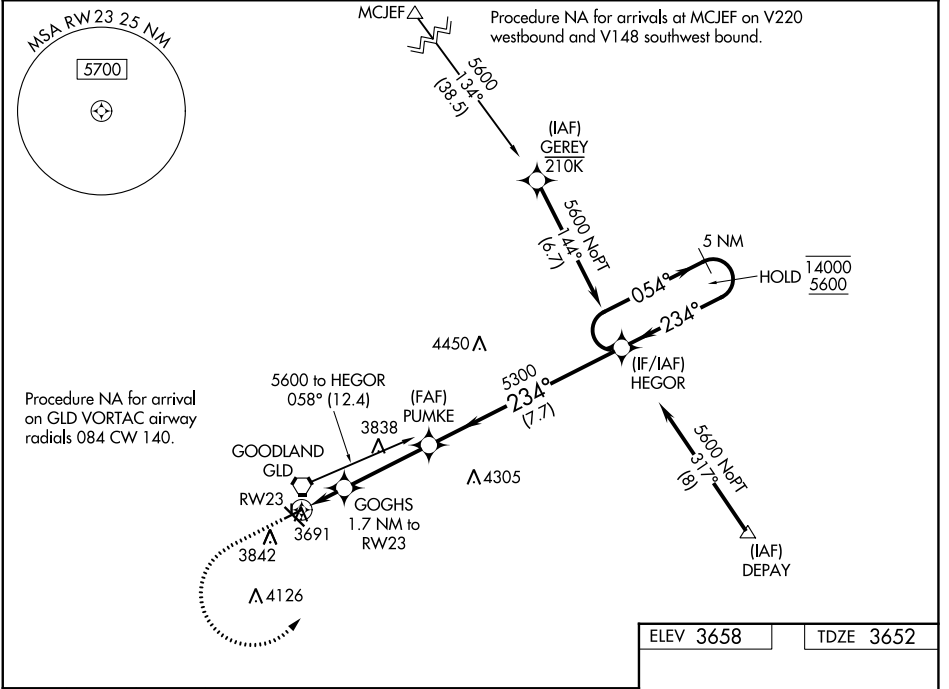 MSA RW23 25 NM
5700
MCJEF
Procedure NA for arrivals at MCJEF on V220
westbound and V148 southwest bound.
5600
134°
(38.5)
(IAF)
GEREY
210K
5600 NoPT
144°
(6.7)
5 NM
HOLD
14000
5600
054°
234°
(IF/IAF)
HEGOR
4450
5300
234°
(7.7)
5600 to HEGOR
058° (12.4)
(FAF)
PUMKE
Procedure NA for arrival
on GLD VORTAC airway
radials 084 CW 140.
3838
GOODLAND
GLD
4305
5600 NoPT
317°
(8)
RW23
GOGHS
1.7 NM to
RW23
3691
3842
(IAF)
DEPAY
4126
ELEV 3658
TDZE 3652